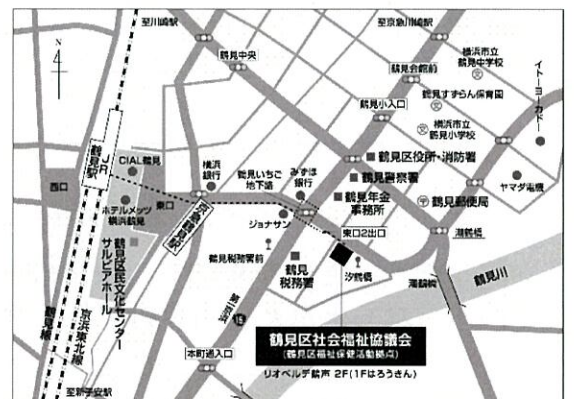 至川崎駅
至京急川崎駅
N
鶴見中央
鶴見会館前
横浜市立
鶴見中学校
イトーヨーカドー
鶴見すずらん保育園
鶴見小入口
横浜市立
鶴見小学校
鶴見区役所・消防署
CIAL鶴見
横浜
銀行
鶴見いちご
地下路
みずほ
銀行
鶴見警察署
鶴見年金
事務所
ヤマダ電機
JR
鶴見駅
西口
東口
ホテルメッツ
横浜鶴見
京急鶴見駅
ジョナサン
鶴見郵便局
東口2出口
潮鶴橋
鶴見区民文化センター
サルビアホール
鶴見税務署前
鶴見
税務署
汐鶴橋
潮鶴橋
鶴見川
第一京浜
15
京浜東北線
鶴見線
本町通入口
鶴見区社会福祉協議会
(鶴見区福祉保健活動拠点)
リオベルデ鶴声 2F(1Fはろうきん)
至新子安駅